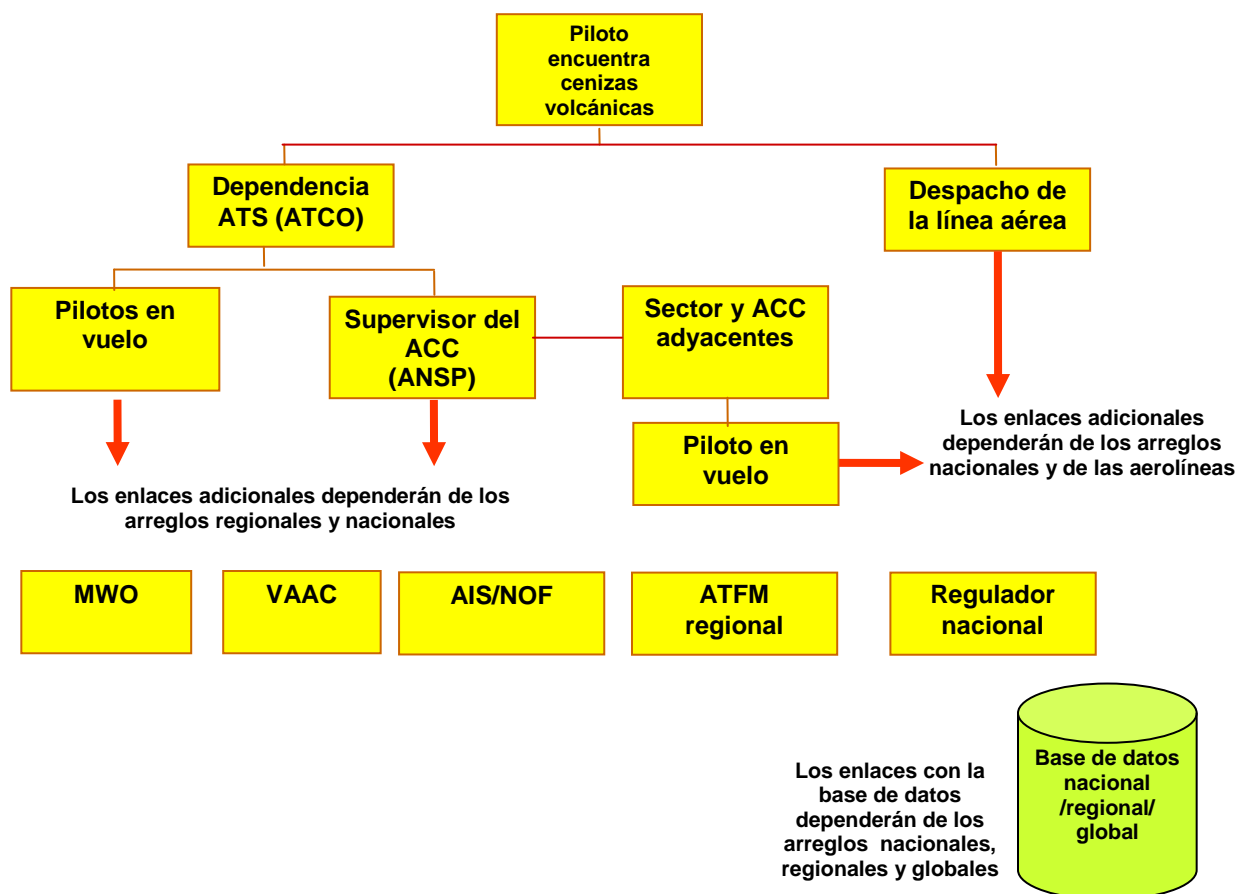 Piloto
encuentra
cenizas
volcánicas
Dependencia
ATS (ATCO)
Despacho de
la línea aérea
Pilotos en
vuelo
Supervisor del
ACC
(ANSP)
Sector y ACC
adyacentes
Piloto en
vuelo
Los enlaces adicionales
dependerán de los arreglos
nacionales y de las aerolíneas
Los enlaces adicionales dependerán de los
arreglos regionales y nacionales
MWO
VAAC
AIS/NOF
ATFM
regional
Regulador
nacional
Los enlaces con la
base de datos
dependerán de los
arreglos nacionales,
regionales y globales
Base de datos
nacional
/regional/
global